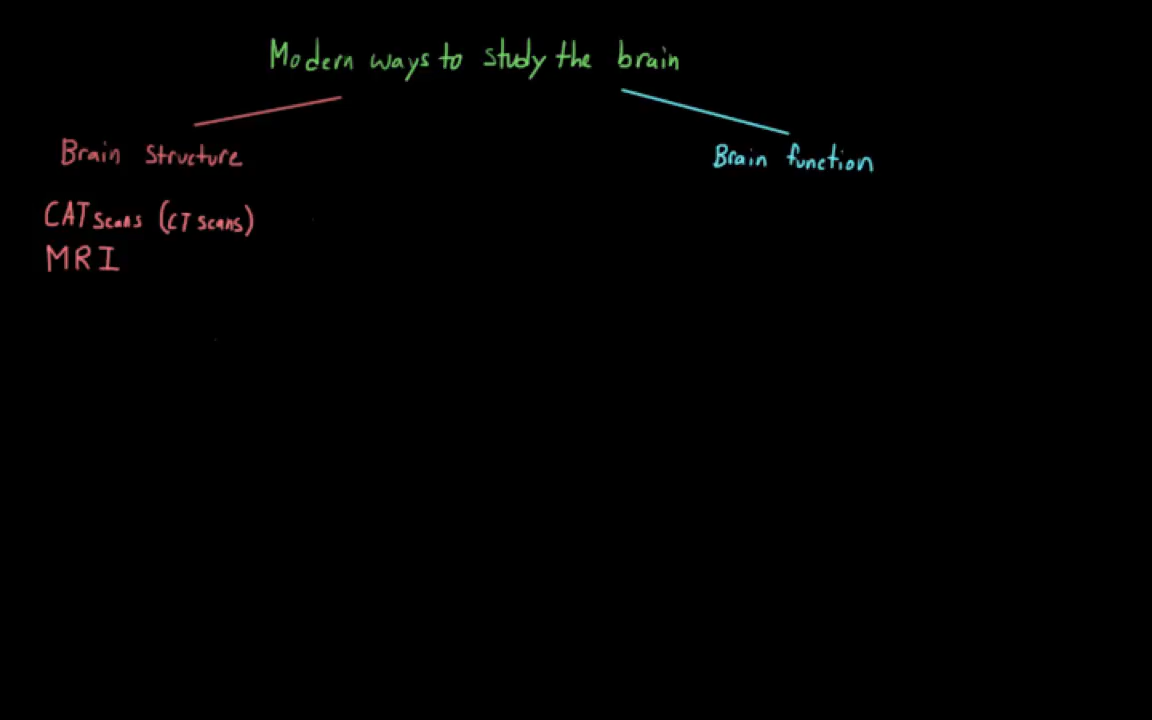 Modern ways to study the brain
Brain structure
Brain function
CAT scans (CT scans)
MRI